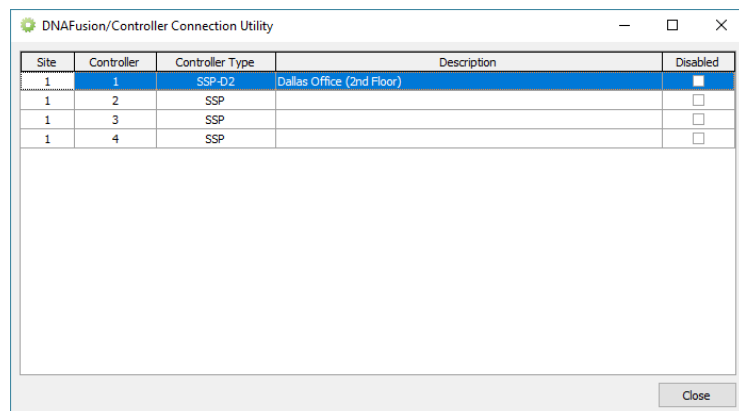 DNAFusion/Controller Connection Utility
Site Controller Controller Type Description Disabled
1 1 SSP-D2 Dallas Office (2nd Floor)
1 2 SSP
1 3 SSP
1 4 SSP
Close